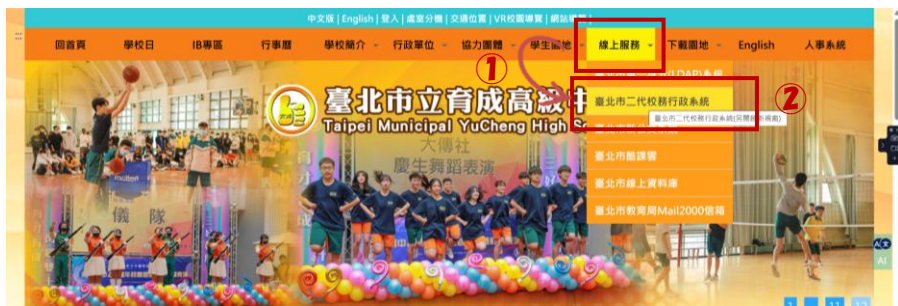 中文版 | English | 登入 | 處室分機 | 交通位置 | VR校園導覽 | 網站導覽 |
回首頁 學校日 IB專區 行事曆 學校簡介 行政單位 協力團體 學生園地 線上服務 下載園地 English 人事系統
①
臺北市立育成高級中
Taipei Municipal YuCheng High Sc
臺北市二代校務行政系統
②
臺北市二代校務行政系統(另開啟新視窗)
臺北市酷課雲
臺北市線上資料庫
臺北市教育局Mail2000信箱
大傳社
慶生舞蹈表演
儀隊
molten
AI
1
11
12